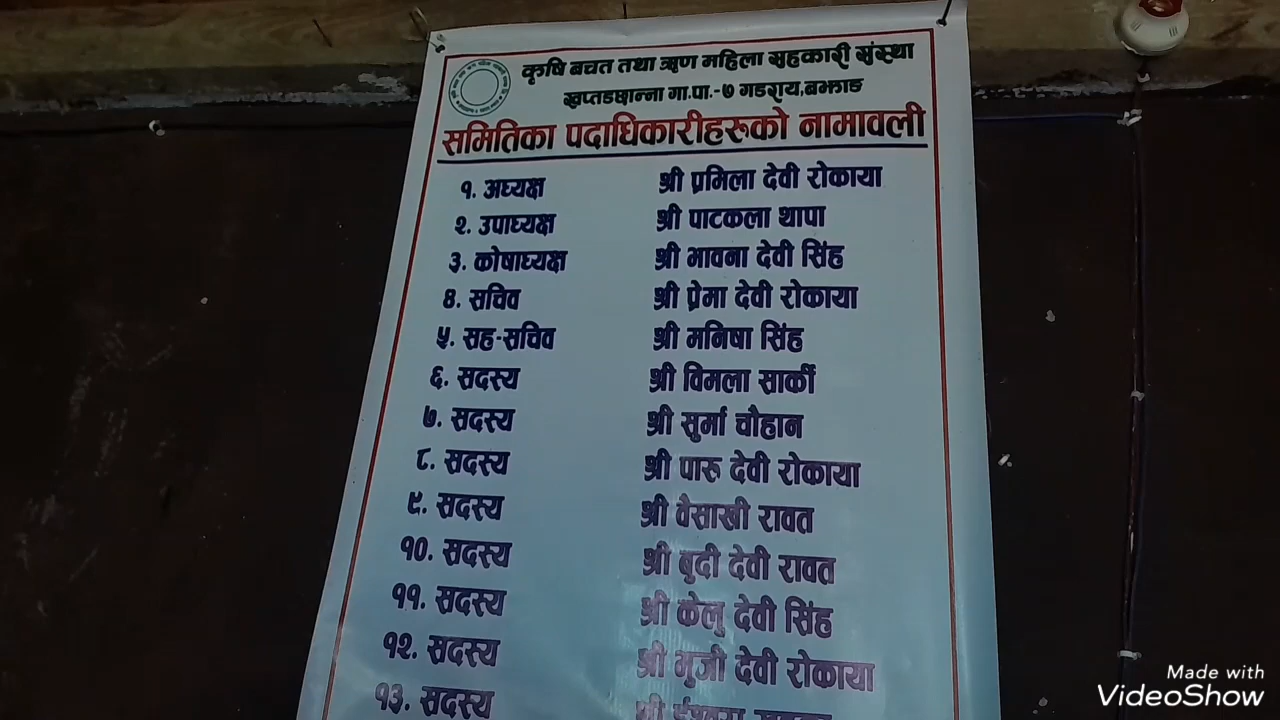 कृषि बचत तथा ऋण महिला सहकारी संस्था
खप्तडछान्ना गा.पा.-७ गडराय,बझाङ
समितिका पदाधिकारीहरुको नामावली
१. अध्यक्ष श्री प्रमिला देवी रोकाया
२. उपाध्यक्ष श्री पाटकला थापा
३. कोषाध्यक्ष श्री भावना देवी सिंह
४. सचिव श्री प्रेमा देवी रोकाया
५. सह-सचिव श्री मनिषा सिंह
६. सदस्य श्री विमला सार्की
७. सदस्य श्री सुर्मा चौहान
८. सदस्य श्री पारु देवी रोकाया
९. सदस्य श्री वैसाखी रावत
१०. सदस्य श्री बुदी देवी रावत
११. सदस्य श्री केलु देवी सिंह
१२. सदस्य श्री भुजी देवी रोकाया
१३. सदस्य श्री
Made with
VideoShow